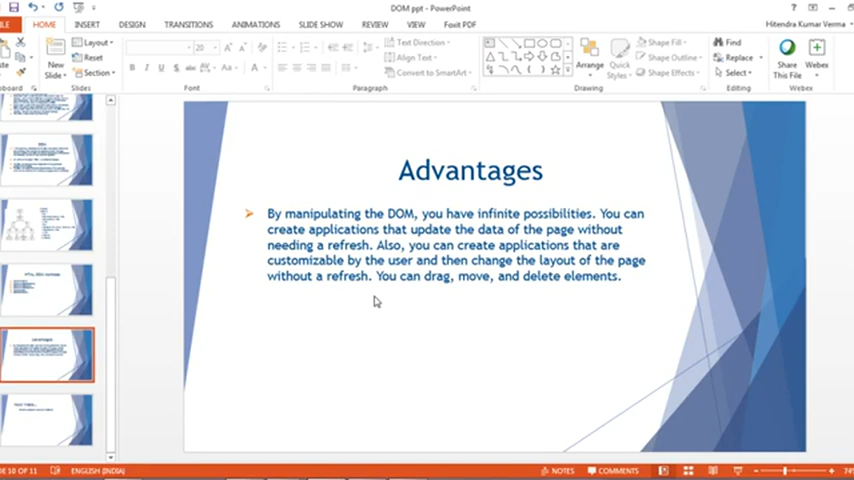 DOM ppt - PowerPoint
HOME INSERT DESIGN TRANSITIONS ANIMATIONS SLIDE SHOW REVIEW VIEW Foxit PDF
Hitendra Kumar Verma
New Slide
Layout
Reset
Section
20
B I U S abc AV Aa A
Text Direction
Align Text
Convert to SmartArt
Arrange
Quick Styles
Shape Fill
Shape Outline
Shape Effects
Find
Replace
Select
Share This File
Webex
Slides Font Paragraph Drawing Editing Webex
Advantages
By manipulating the DOM, you have infinite possibilities. You can
create applications that update the data of the page without
needing a refresh. Also, you can create applications that are
customizable by the user and then change the layout of the page
without a refresh. You can drag, move, and delete elements.
10 OF 11 ENGLISH (INDIA) NOTES COMMENTS